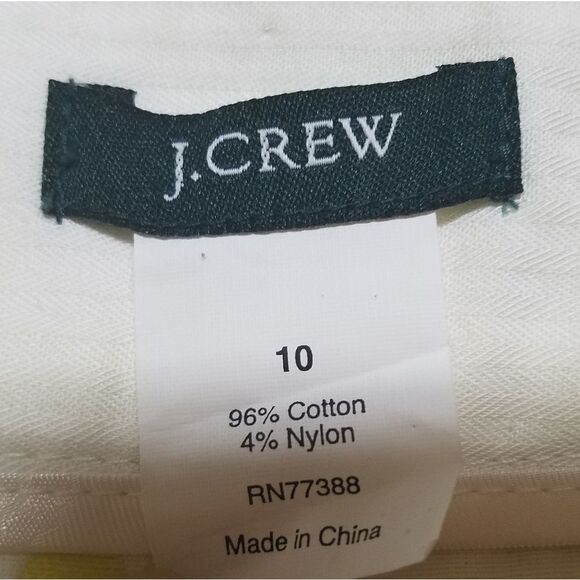 J.CREW
10
96% Cotton
4% Nylon
RN77388
Made in China